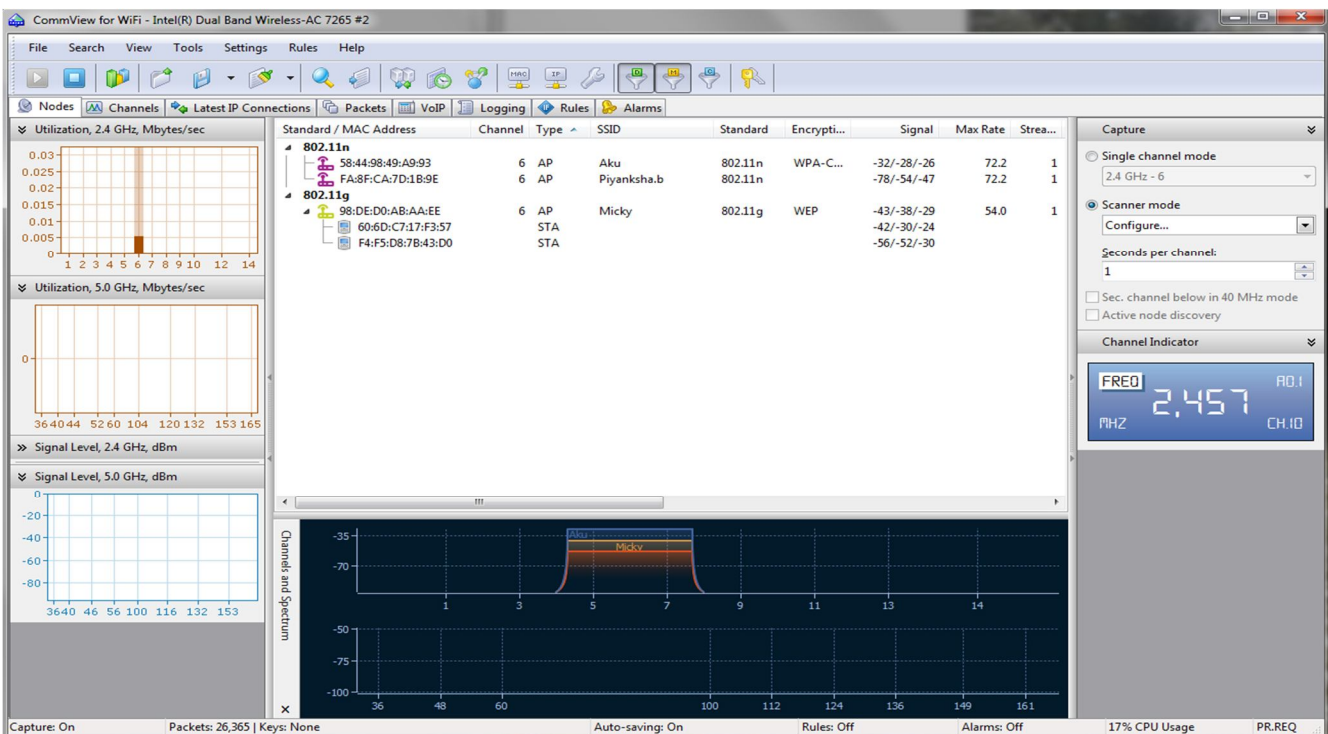 CommView for WiFi - Intel(R) Dual Band Wireless-AC 7265 #2
File Search View Tools Settings Rules Help
MAC IP D M C
Nodes Channels Latest IP Connections Packets VoIP Logging Rules Alarms
Utilization, 2.4 GHz, Mbytes/sec
0.03
0.025
0.02
0.015
0.01
0.005
0
1 2 3 4 5 6 7 8 9 10 12 14
Utilization, 5.0 GHz, Mbytes/sec
0
36 40 44 52 60 104 120 132 153 165
Signal Level, 2.4 GHz, dBm
Signal Level, 5.0 GHz, dBm
0
-20
-40
-60
-80
36 40 46 56 100 116 132 153
Standard / MAC Address Channel Type SSID Standard Encrypti... Signal Max Rate Strea...
802.11n
58:44:98:49:A9:93 6 AP Aku 802.11n WPA-C... -32/-28/-26 72.2 1
FA:8F:CA:7D:1B:9E 6 AP Piyanksha.b 802.11n -78/-54/-47 72.2 1
802.11g
98:DE:D0:AB:AA:EE 6 AP Micky 802.11g WEP -43/-38/-29 54.0 1
60:6D:C7:17:F3:57 STA -42/-30/-24
F4:F5:D8:7B:43:D0 STA -56/-52/-30
Channels and Spectrum
-35
-70
Aku
Micky
1 3 5 7 9 11 13 14
-50
-75
-100
36 48 60 100 112 124 136 149 161
Capture
Single channel mode
2.4 GHz - 6
Scanner mode
Configure...
Seconds per channel:
1
Sec. channel below in 40 MHz mode
Active node discovery
Channel Indicator
FREQ AD.1
2,457
MHZ CH.10
Capture: On Packets: 26,365 | Keys: None Auto-saving: On Rules: Off Alarms: Off 17% CPU Usage PR.REQ